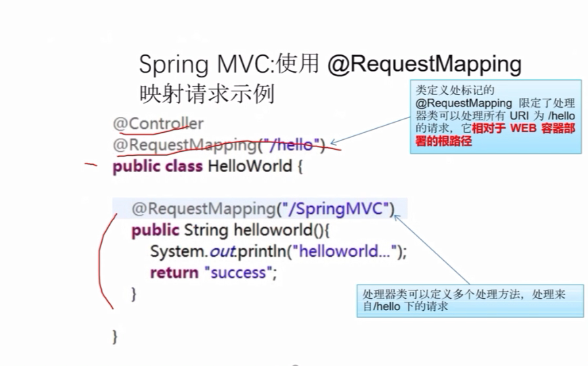 Spring MVC:使用 @RequestMapping
映射请求示例
类定义处标记的
@RequestMapping 限定了处
理器类可以处理所有 URI 为 /hello
的请求，它相对于 WEB 容器部
署的根路径
@Controller
@RequestMapping("/hello")
public class HelloWorld {
@RequestMapping("/SpringMVC")
public String helloworld(){
System.out.println("helloworld...");
return "success";
}
处理器类可以定义多个处理方法，处理来
自/hello 下的请求
}